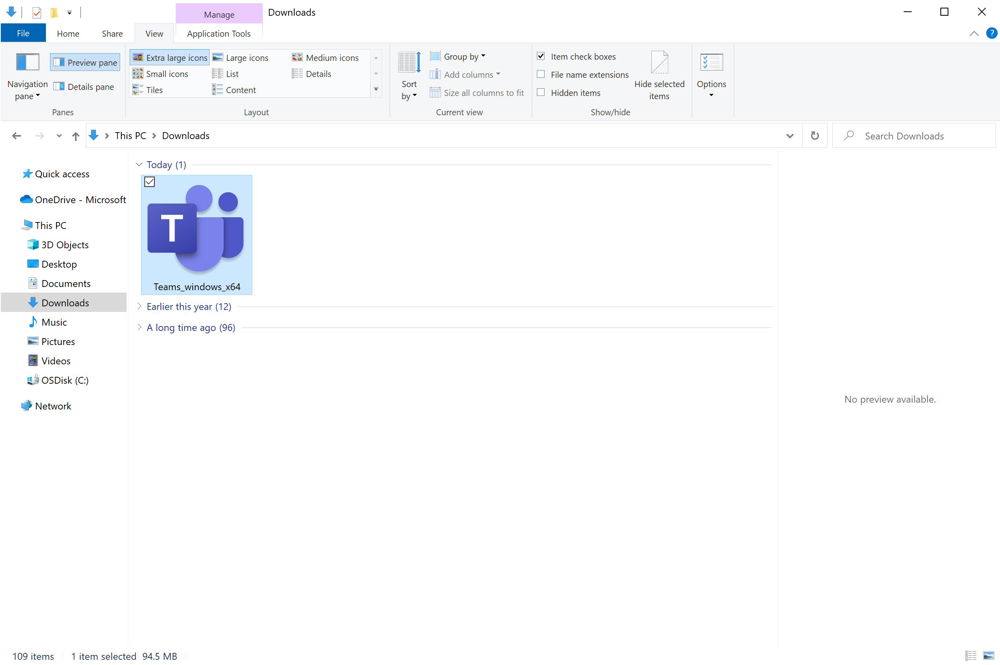 Manage
Downloads
File
Home
Share
View
Application Tools
?
Navigation
pane
Preview pane
Details pane
Panes
Extra large icons
Large icons
Medium icons
Small icons
List
Details
Tiles
Content
Layout
Sort
by
Group by
Add columns
Size all columns to fit
Current view
Item check boxes
File name extensions
Hidden items
Hide selected
items
Show/hide
Options
This PC
Downloads
Search Downloads
Quick access
OneDrive - Microsoft
This PC
3D Objects
Desktop
Documents
Downloads
Music
Pictures
Videos
OSDisk (C:)
Network
Today (1)
T
Teams_windows_x64
Earlier this year (12)
A long time ago (96)
No preview available.
109 items
1 item selected 94.5 MB